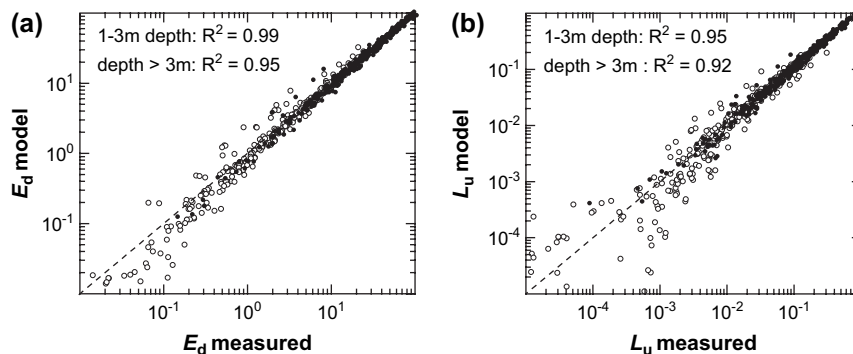 (a)
1-3m depth: R² = 0.99
depth > 3m: R² = 0.95
E_d model
10¹
10⁰
10⁻¹
10⁻¹ 10⁰ 10¹
E_d measured
(b)
1-3m depth: R² = 0.95
depth > 3m : R² = 0.92
L_u model
10⁻¹
10⁻²
10⁻³
10⁻⁴
10⁻⁴ 10⁻³ 10⁻² 10⁻¹
L_u measured